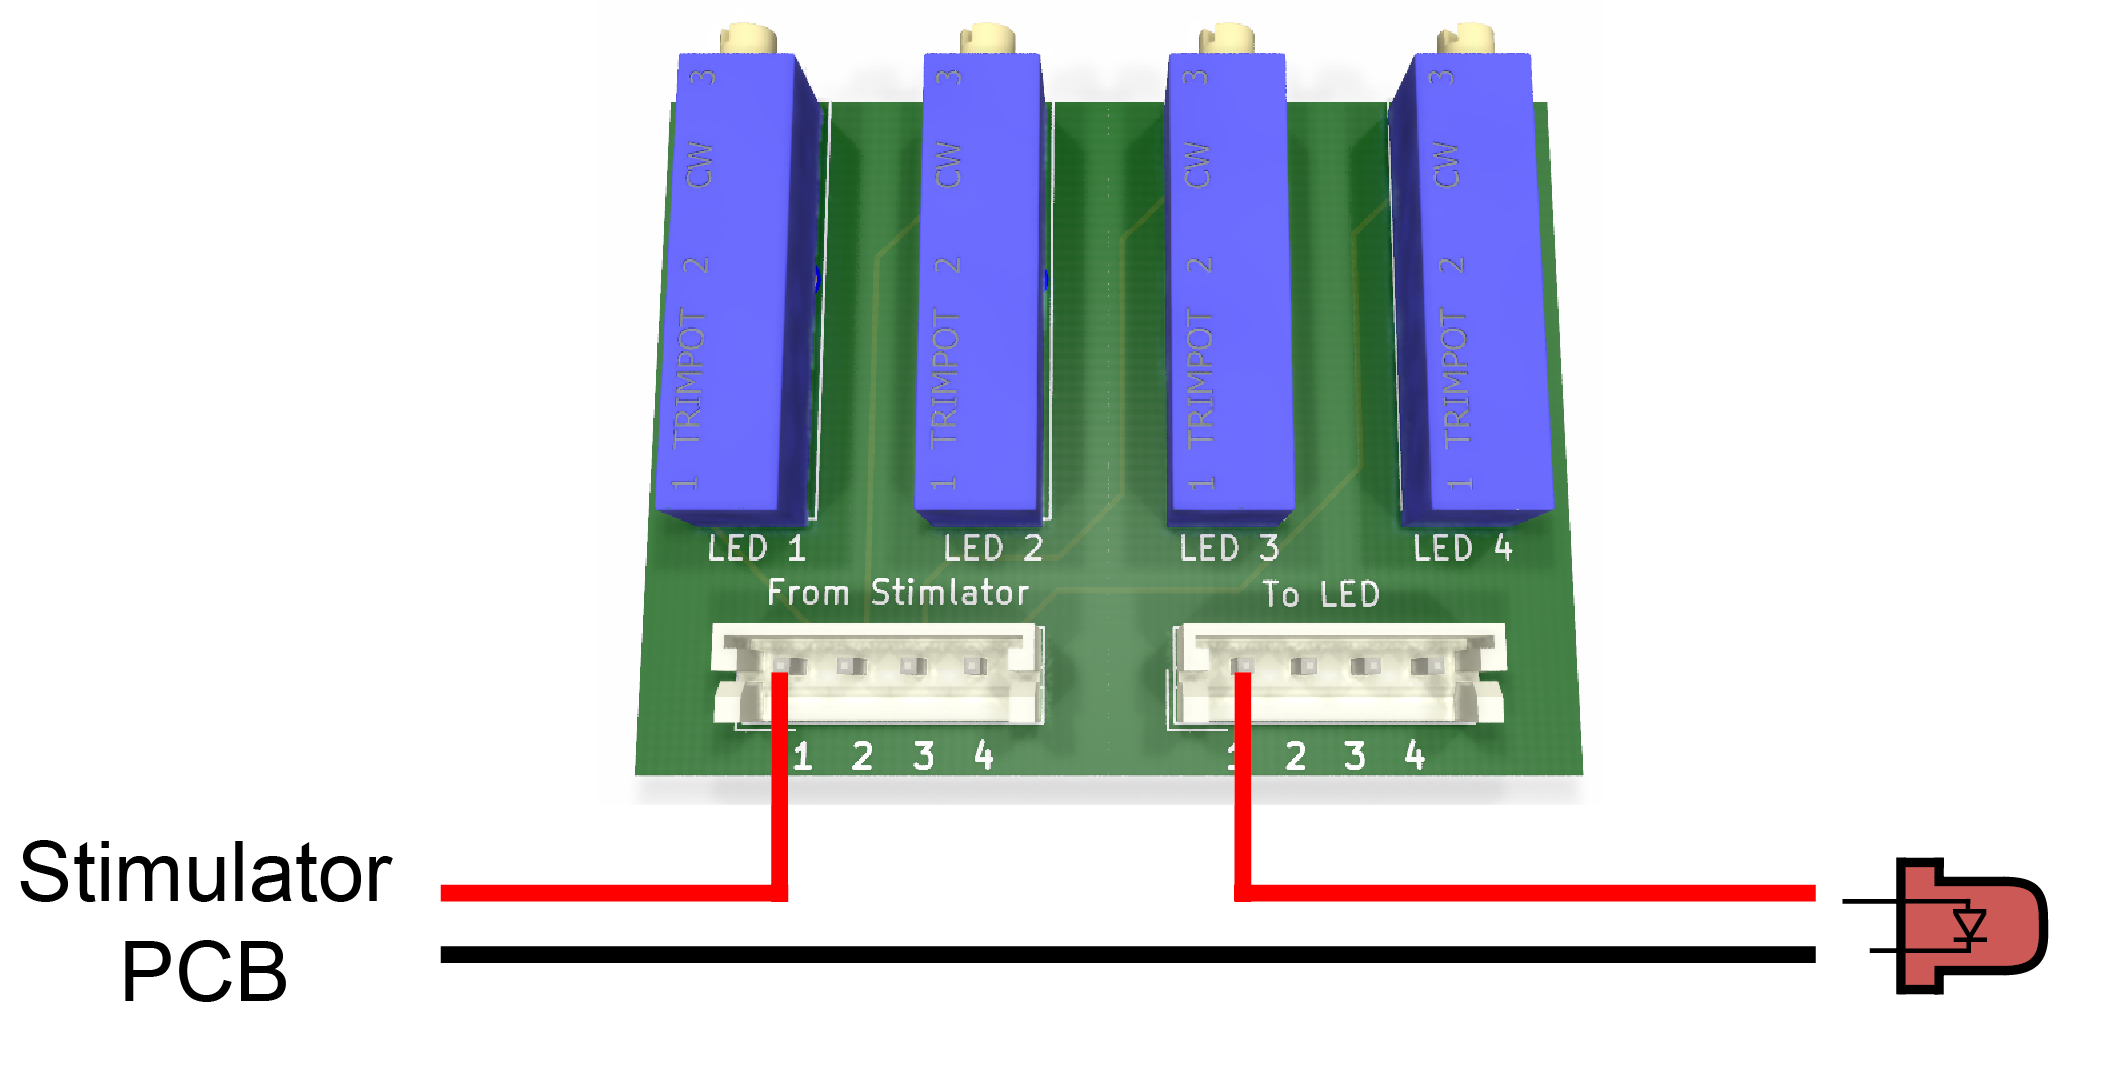 3
3
3
3
CW
CW
CW
CW
2
2
2
2
TRIMPOT
TRIMPOT
TRIMPOT
TRIMPOT
1
1
1
1
LED 1 LED 2 LED 3 LED 4
From Stimlator To LED
1 2 3 4 1 2 3 4
Stimulator
PCB